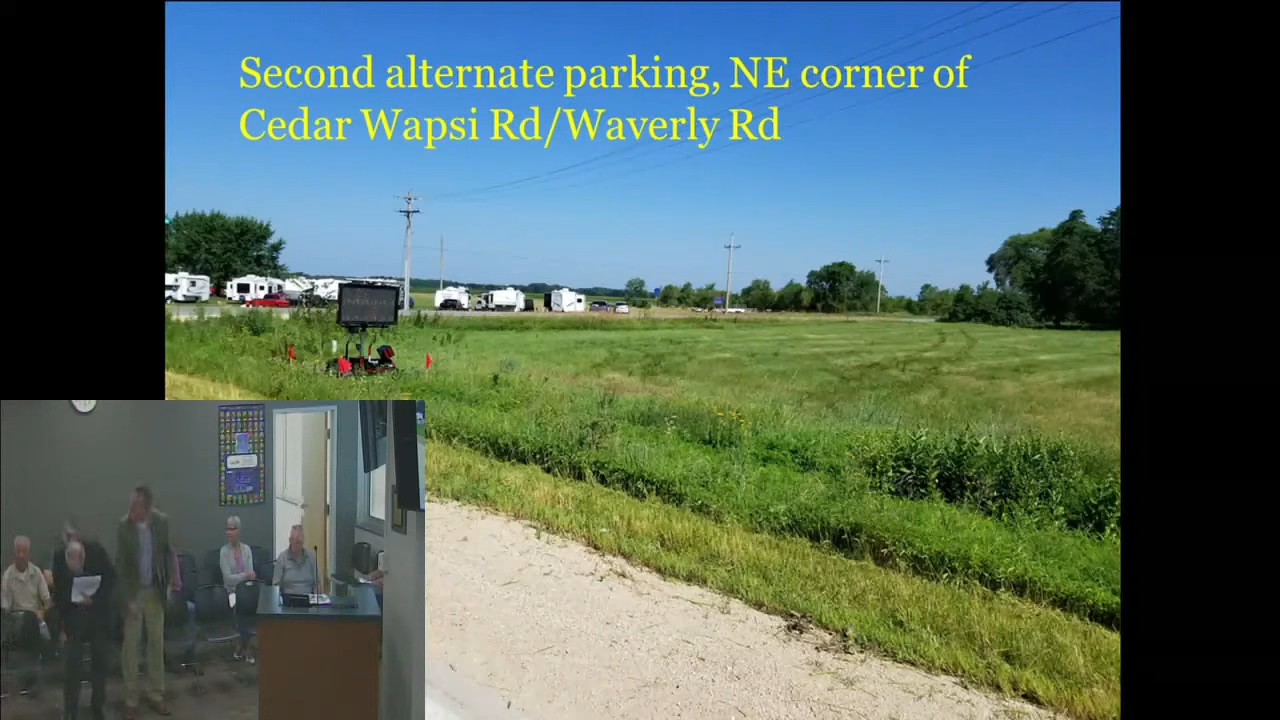 Second alternate parking, NE corner of
Cedar Wapsi Rd/Waverly Rd